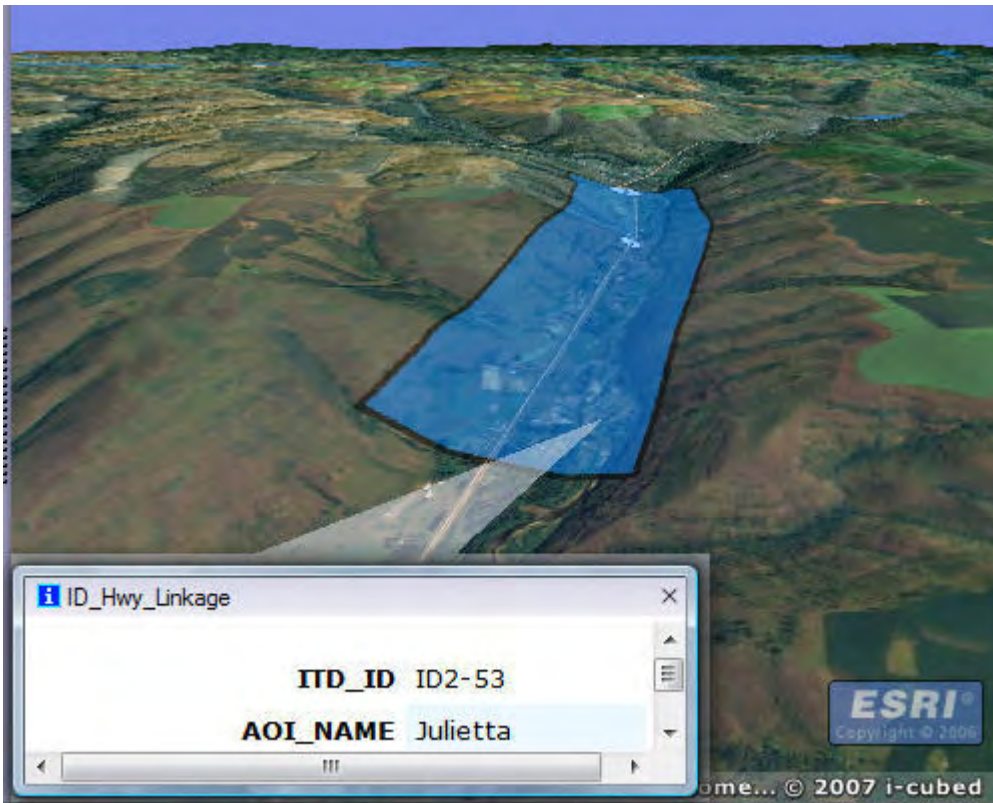 ID_Hwy_Linkage
ITD_ID ID2-53
AOI_NAME Julietta
ESRI®
Copyright © 2006
ome... © 2007 i-cubed